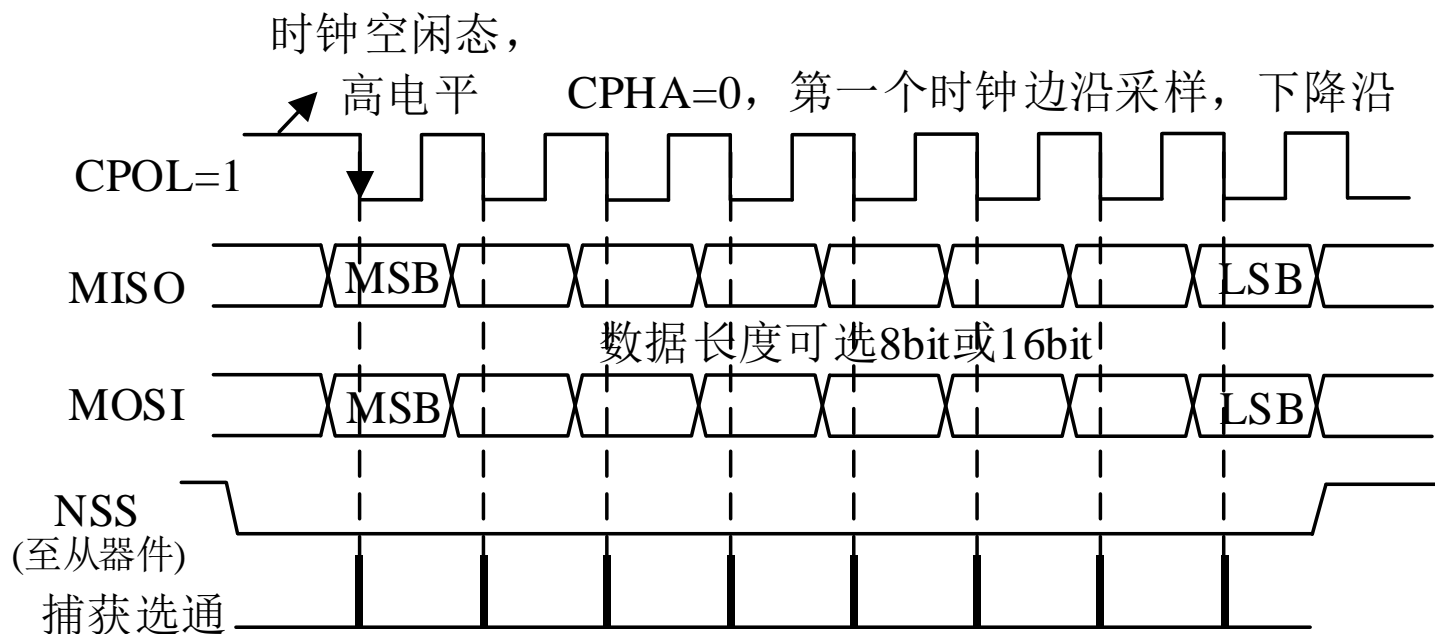 时钟空闲态，
高电平
CPHA=0，第一个时钟边沿采样，下降沿
CPOL=1
MISO
MSB
LSB
数据长度可选8bit或16bit
MOSI
MSB
LSB
NSS
(至从器件)
捕获选通